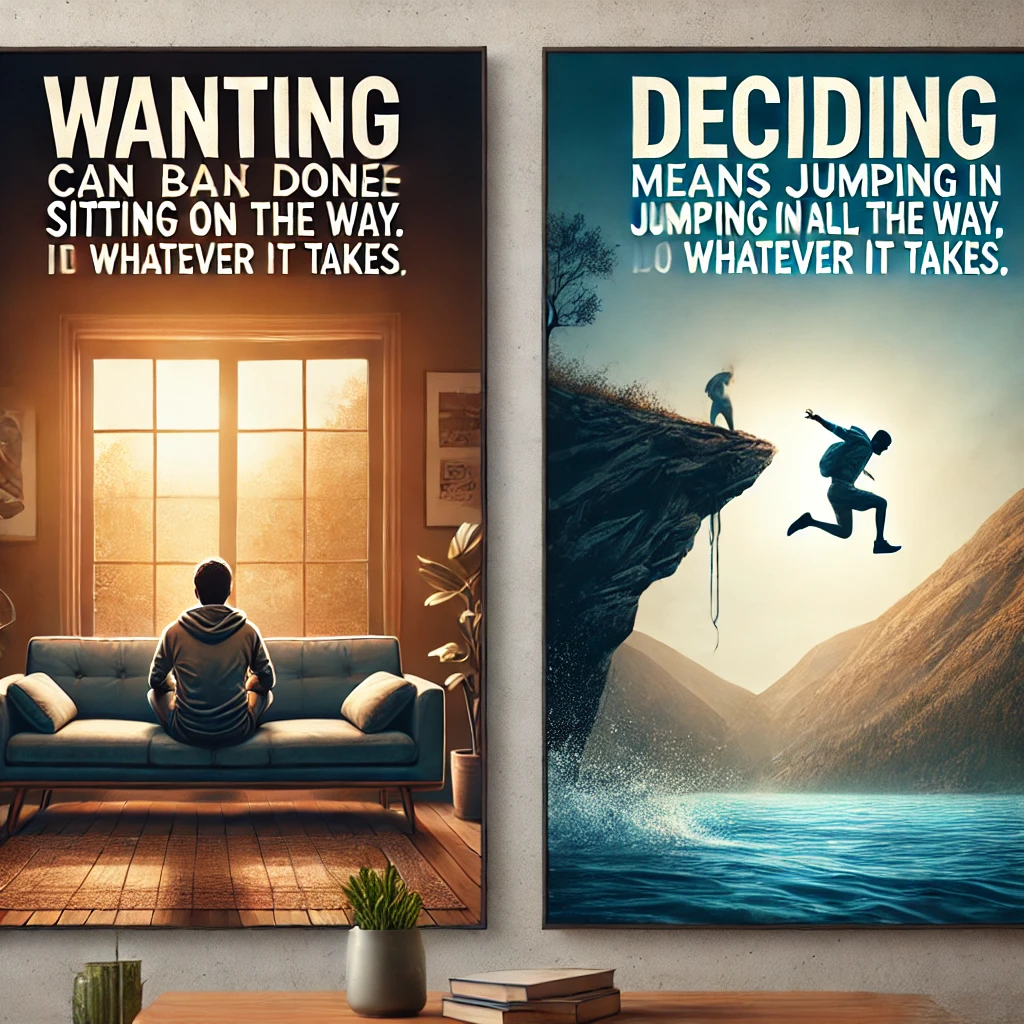 WANTING
CAN BAN DONEE
SITTING ON THE WAY.
WHATEVER IT TAKES.
DECIDING
MEANS JUMPING IN
JUMPING IN ALL THE WAY,
WHATEVER IT TAKES.